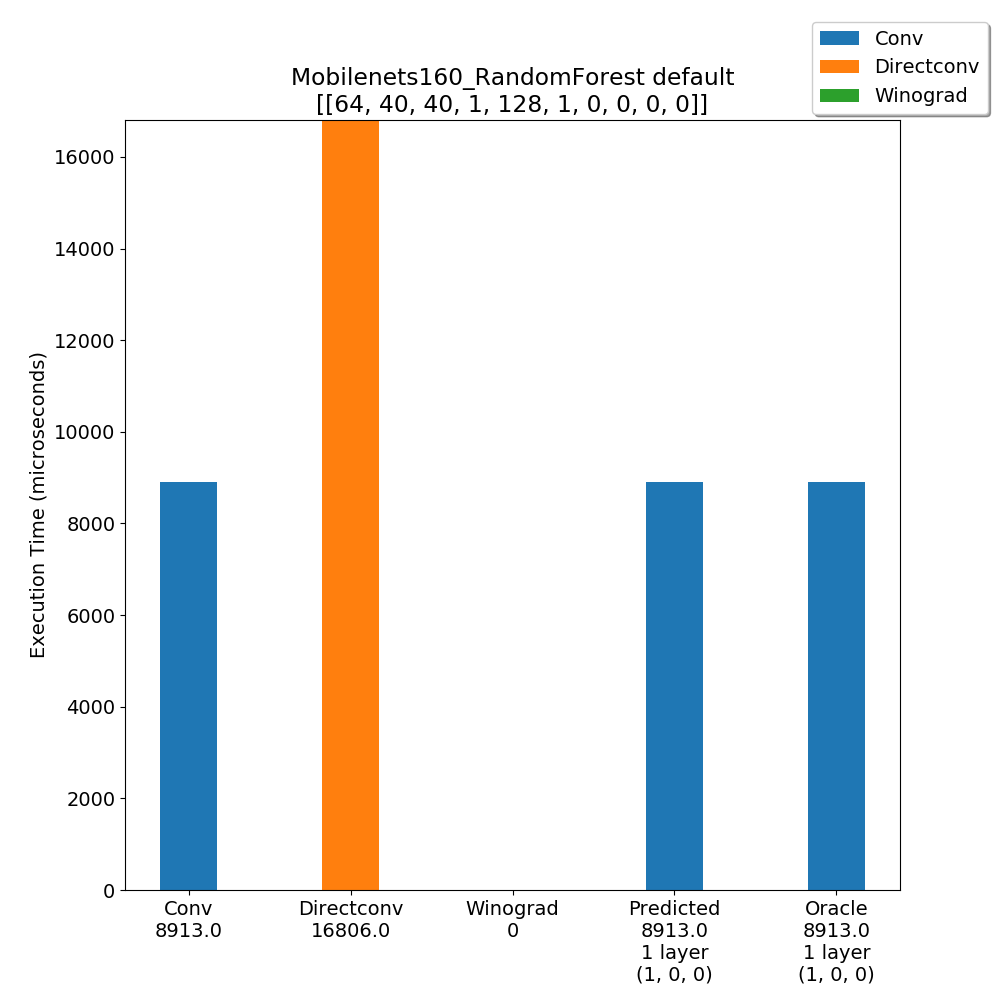 Conv
Directconv
Winograd
Mobilenets160_RandomForest default
[[64, 40, 40, 1, 128, 1, 0, 0, 0, 0]]
Execution Time (microseconds)
16000
14000
12000
10000
8000
6000
4000
2000
0
Conv
8913.0
Directconv
16806.0
Winograd
0
Predicted
8913.0
1 layer
(1, 0, 0)
Oracle
8913.0
1 layer
(1, 0, 0)